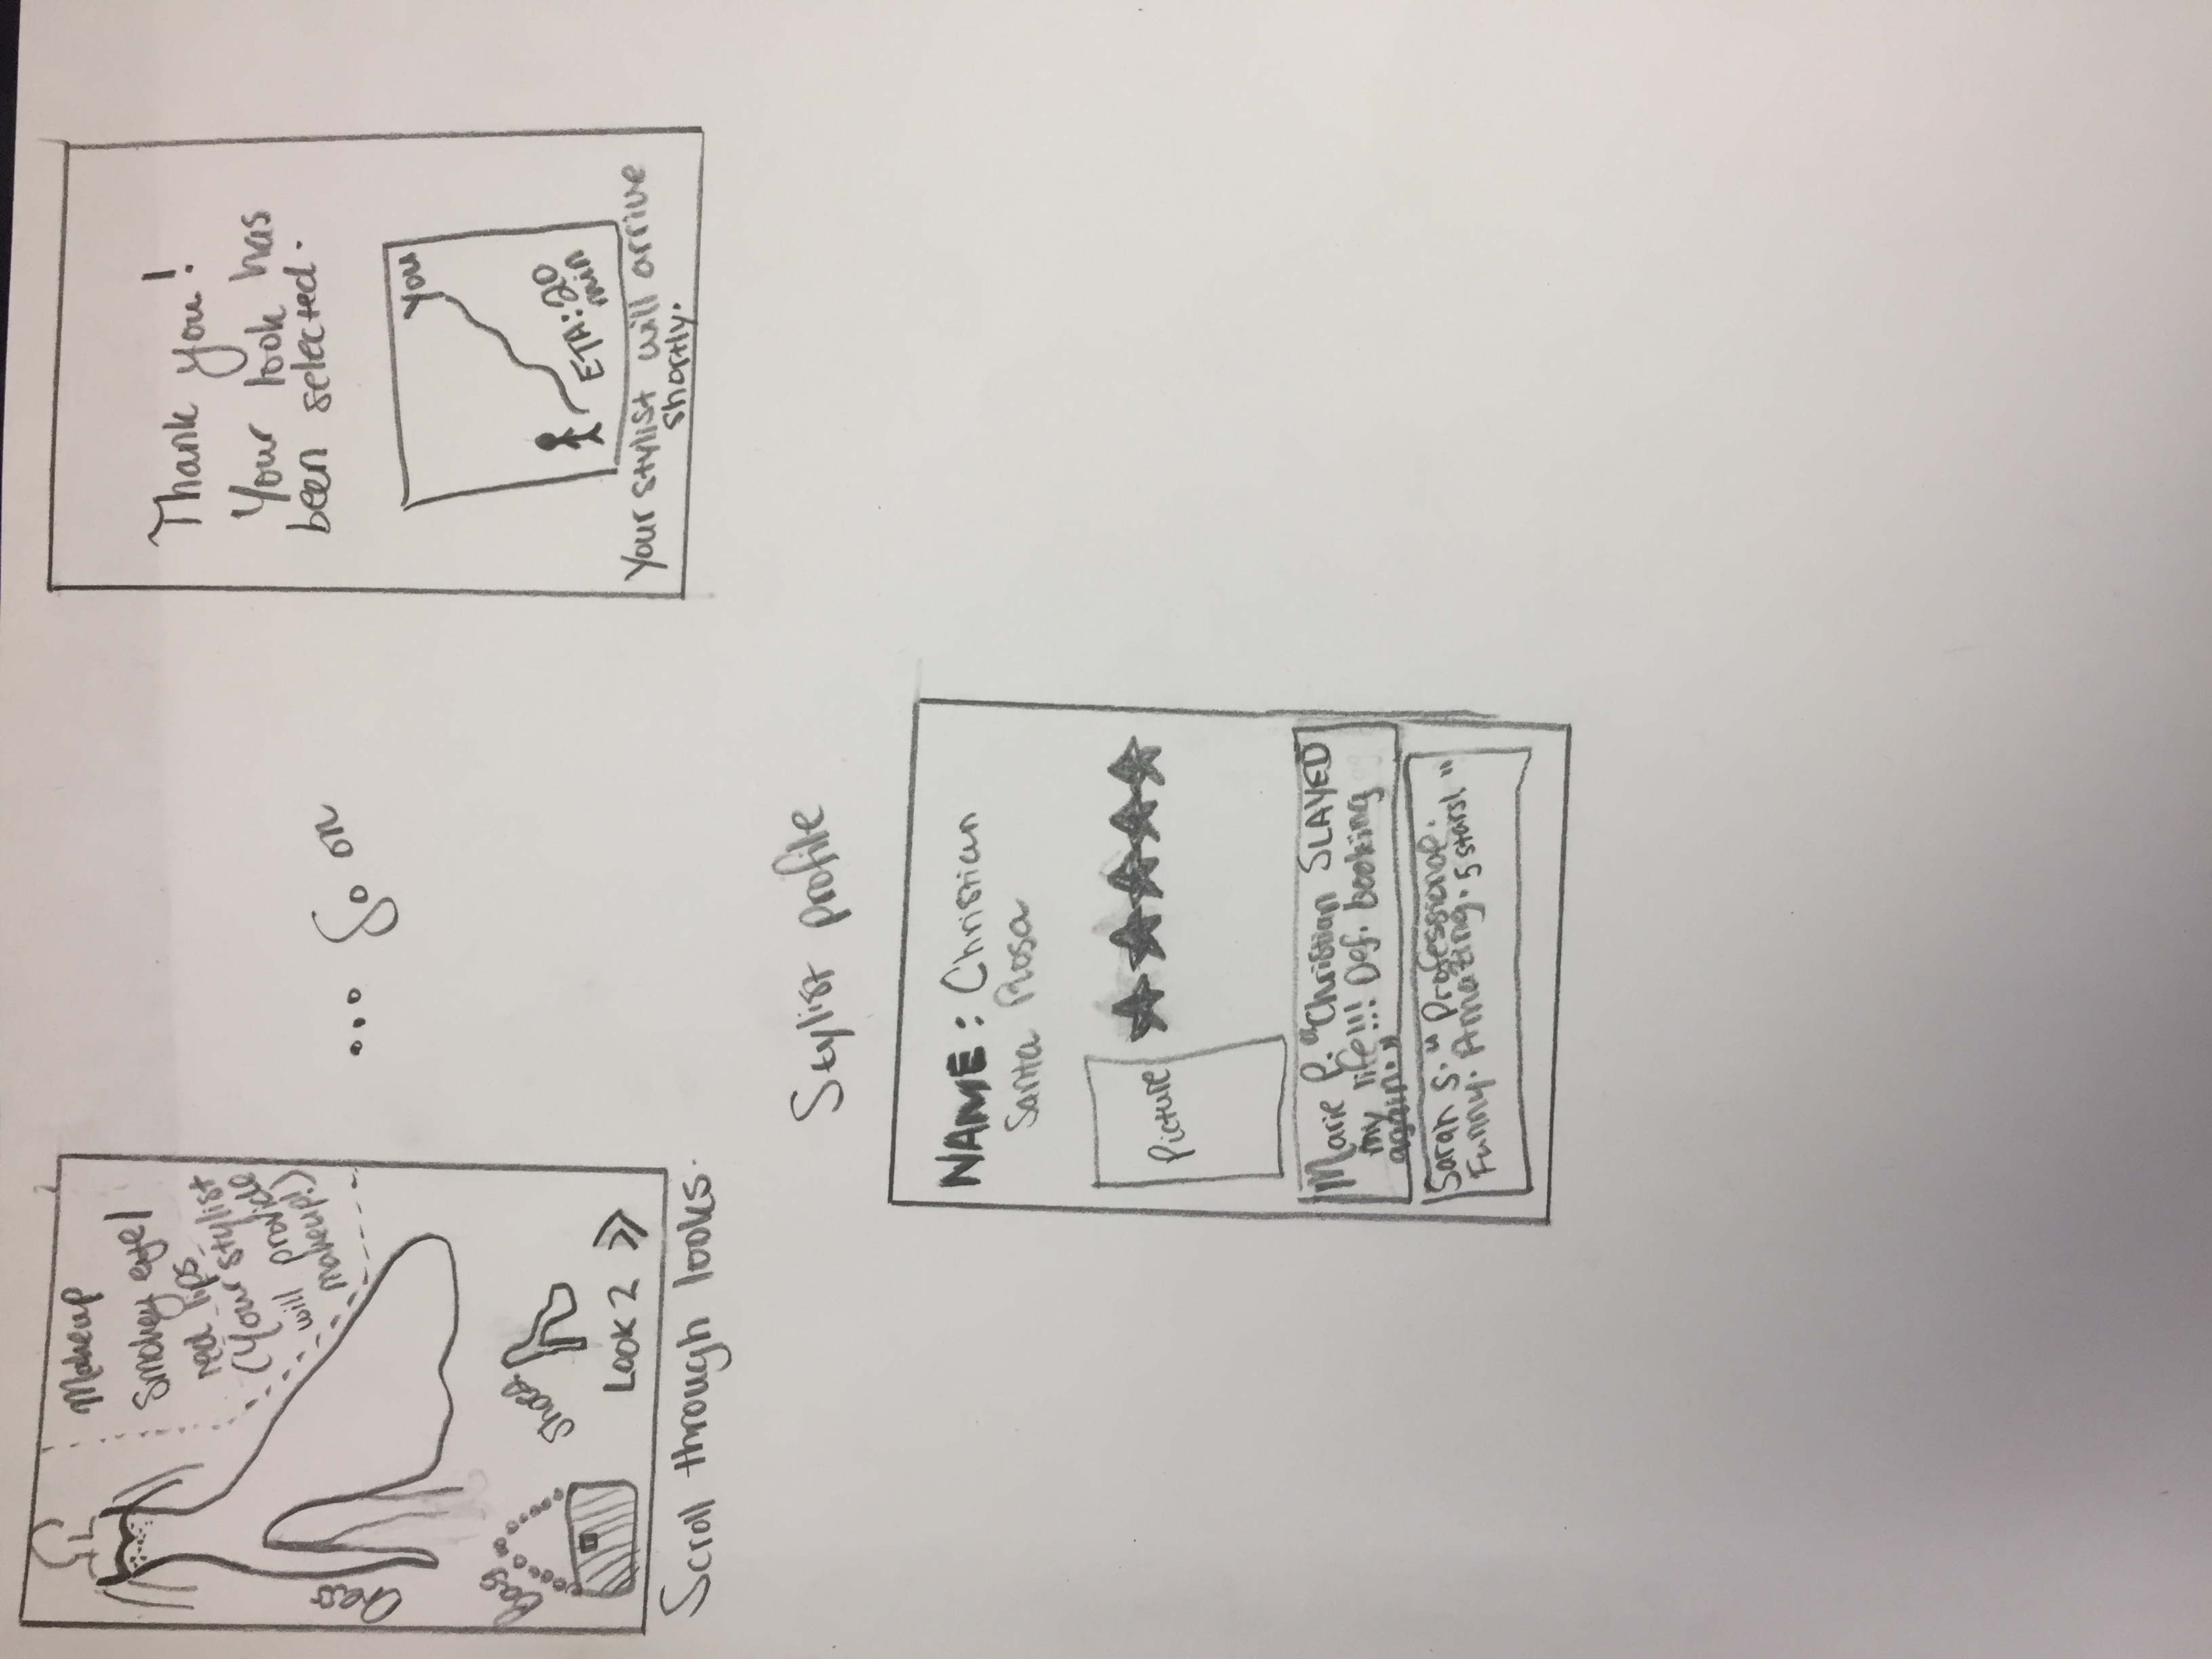 Makeup
Smokey eye/
red lips
(Your stylist
will provide
makeup!)
Dress
Bag
Shoes
Look 2 >>
Scroll through looks.
... So on
Thank you!
Your look has
been selected.
You
ETA: 20
min
Your stylist will arrive
shortly.
Stylist profile
NAME: Christian
Santa Rosa
Picture
Marie P. "Christian SLAYED
my life!!! Def. booking
again."
Sarah S. "Professional.
Funny. Amazing. 5 stars!"